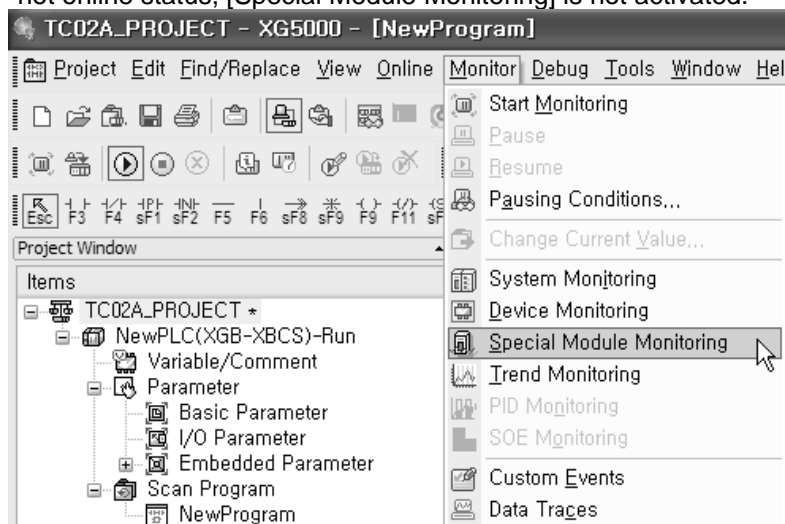 not online status, [Special Module Monitoring] is not activated.
TC02A_PROJECT - XG5000 - [NewProgram]
Project Edit Find/Replace View Online Monitor Debug Tools Window Hel
Start Monitoring
Pause
Resume
Pausing Conditions...
Change Current Value...
System Monitoring
Device Monitoring
Special Module Monitoring
Trend Monitoring
PID Monitoring
SOE Monitoring
Custom Events
Data Traces
Esc F3 F4 sF1 sF2 F5 F6 sF8 sF9 F9 F11 sF
Project Window
Items
TC02A_PROJECT *
NewPLC(XGB-XBCS)-Run
Variable/Comment
Parameter
Basic Parameter
I/O Parameter
Embedded Parameter
Scan Program
NewProgram